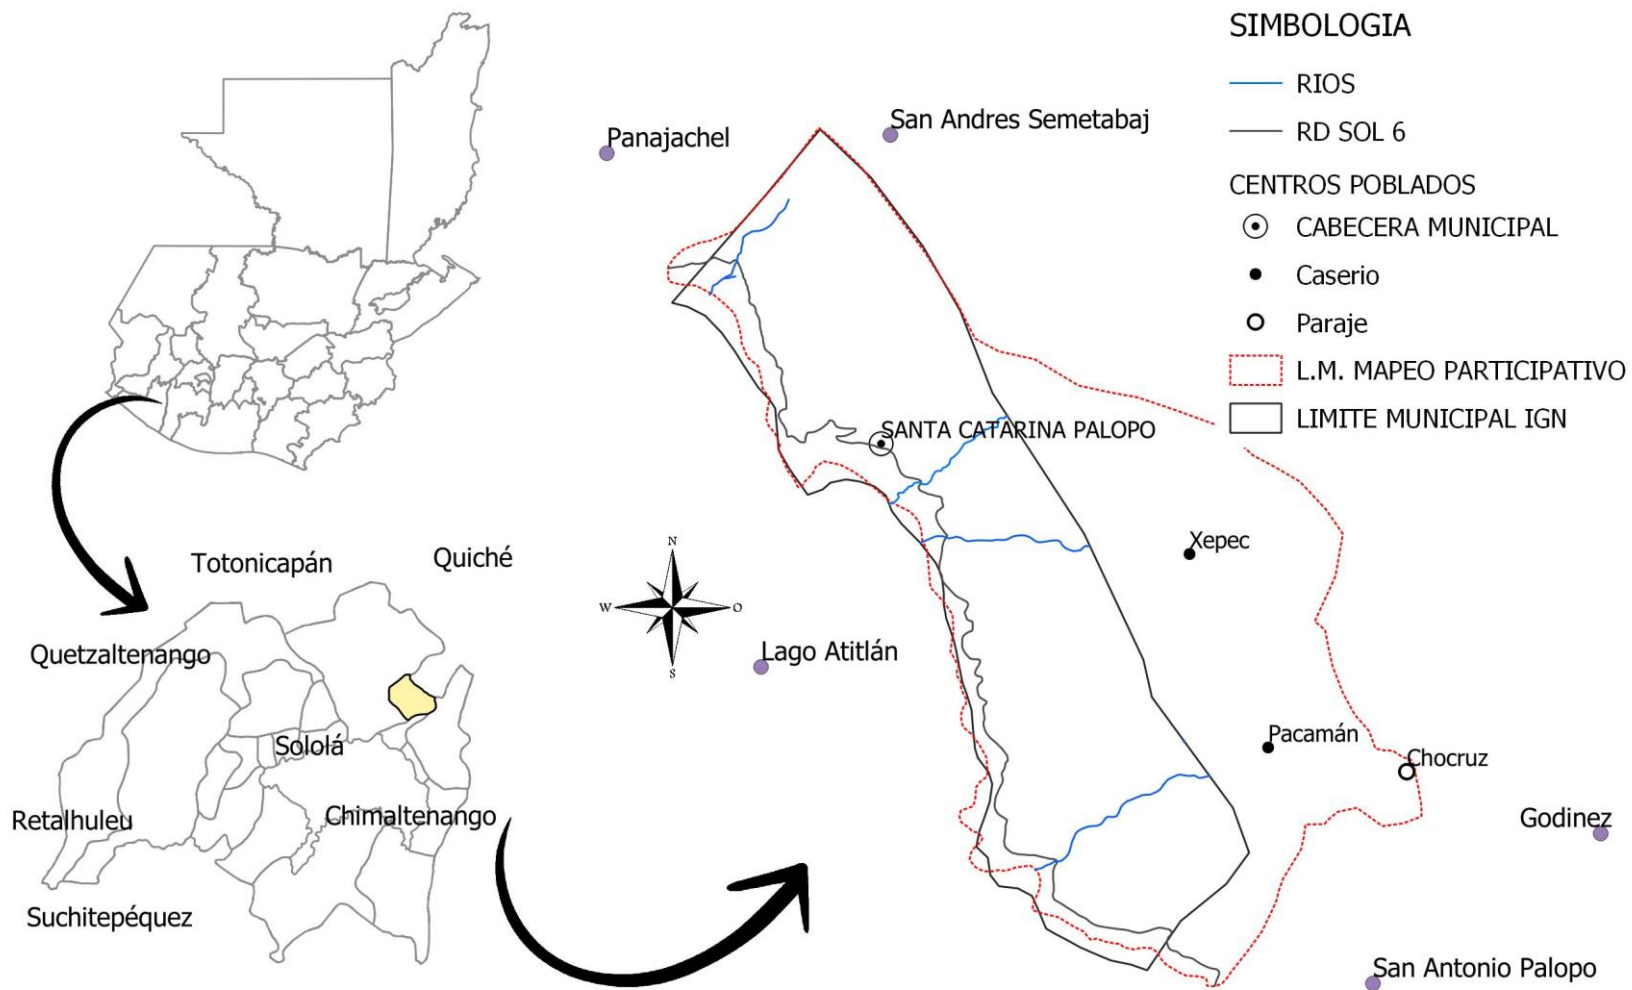 SIMBOLOGIA
RIOS
RD SOL 6
CENTROS POBLADOS
CABECERA MUNICIPAL
Caserio
Paraje
L.M. MAPEO PARTICIPATIVO
LIMITE MUNICIPAL IGN
Panajachel
San Andres Semetabaj
SANTA CATARINA PALOPO
Xepec
Lago Atitlán
Pacamán
Chocruz
Godinez
San Antonio Palopo
N
W
O
S
Totonicapán
Quiché
Quetzaltenango
Sololá
Retalhuleu
Chimaltenango
Suchitepéquez